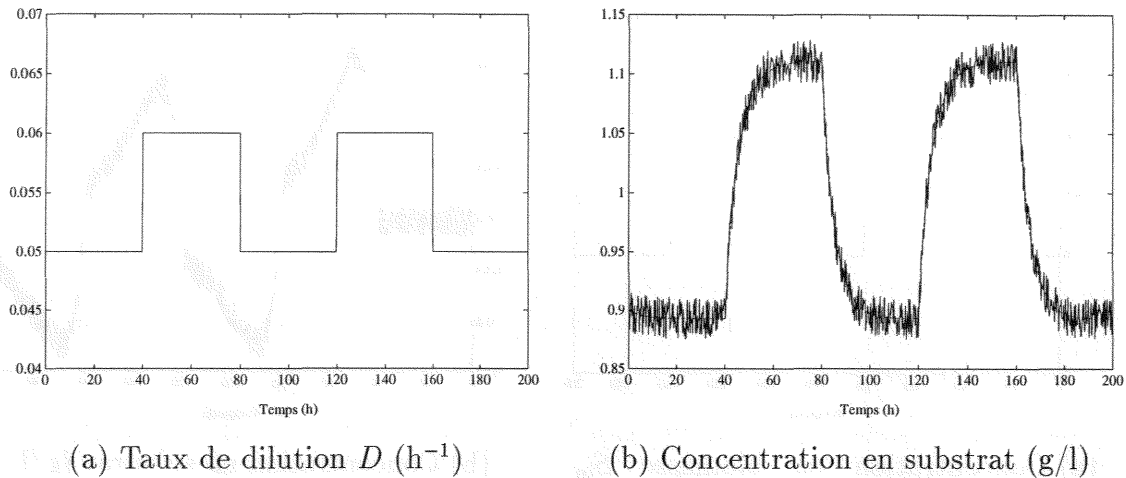 0.07
0.065
0.06
0.055
0.05
0.045
0.04
0 20 40 60 80 100 120 140 160 180 200
Temps (h)
(a) Taux de dilution D (h⁻¹)
1.15
1.1
1.05
1
0.95
0.9
0.85
0 20 40 60 80 100 120 140 160 180 200
Temps (h)
(b) Concentration en substrat (g/l)